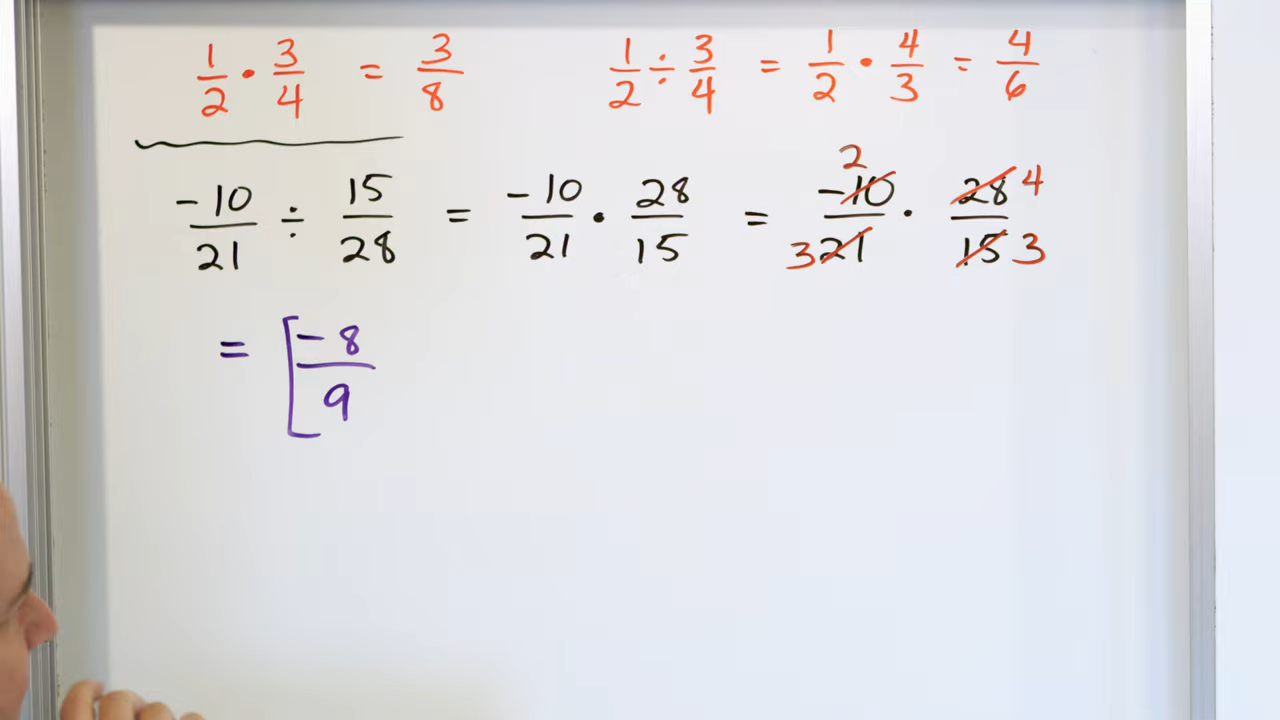 1/2 · 3/4 = 3/8
1/2 ÷ 3/4 = 1/2 · 4/3 = 4/6
-10/21 ÷ 15/28 = -10/21 · 28/15 = -10/21 · 28/15
2 4
3 3
= [-8/9